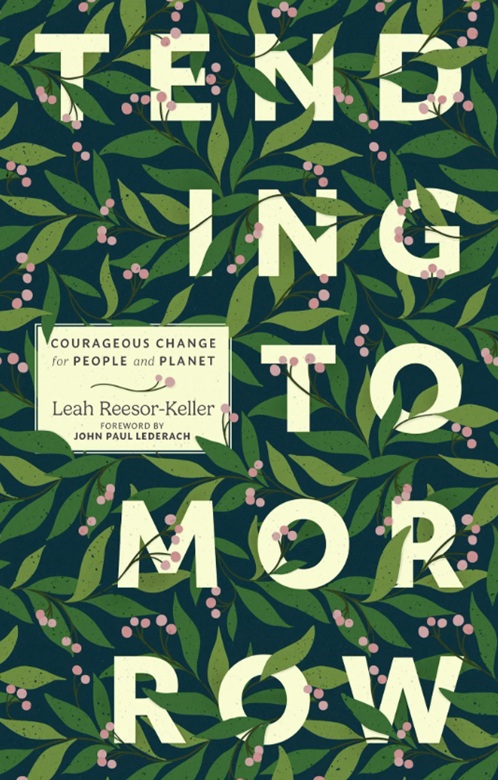 TEND
ING
TO
MOR
ROW
COURAGEOUS CHANGE
for PEOPLE and PLANET
Leah Reesor-Keller
FOREWORD BY
JOHN PAUL LEDERACH